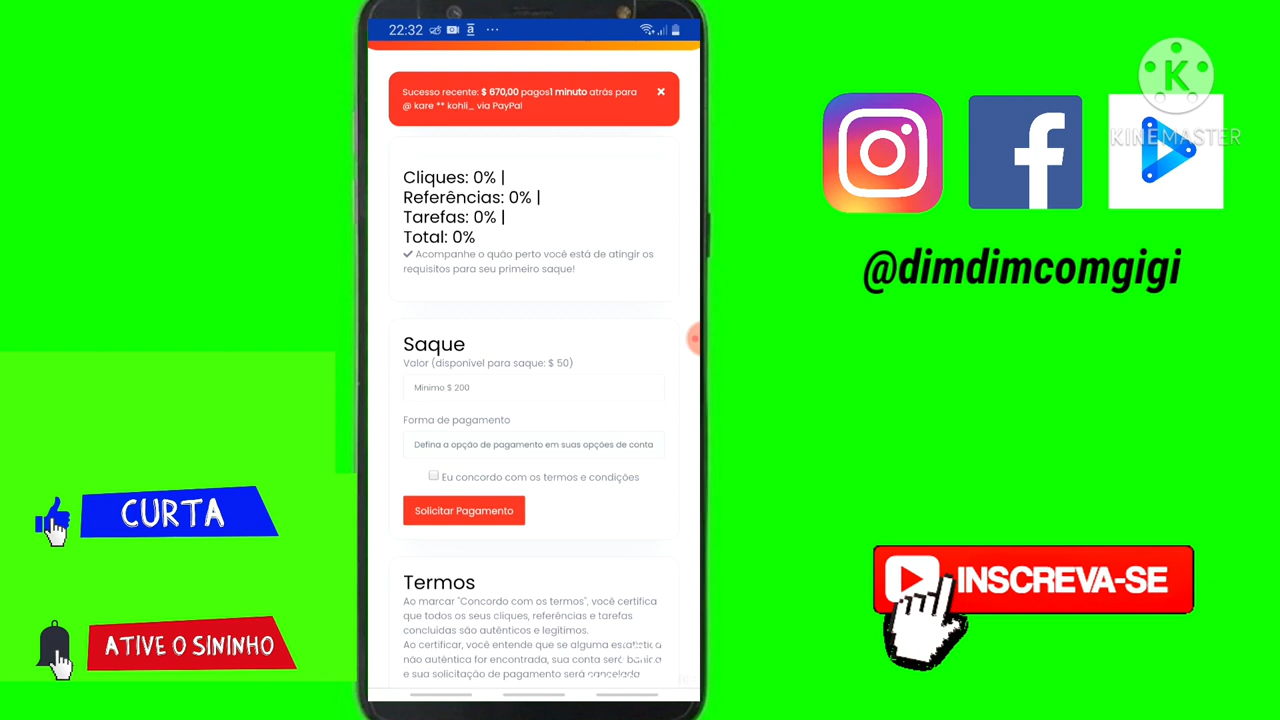 22:32
Sucesso recente: $ 670,00 pagos1 minuto atrás para
@ kare ** kohli_ via PayPal
Cliques: 0% |
Referências: 0% |
Tarefas: 0% |
Total: 0%
Acompanhe o quão perto você está de atingir os
requisitos para seu primeiro saque!
Saque
Valor (disponível para saque: $ 50)
Mínimo $ 200
Forma de pagamento
Defina a opção de pagamento em suas opções de conta
Eu concordo com os termos e condições
Solicitar Pagamento
Termos
Ao marcar "Concordo com os termos", você certifica
que todos os seus cliques, referências e tarefas
concluídas são autênticos e legítimos.
Ao certificar, você entende que se alguma estatística
não autêntica for encontrada, sua conta será banida
e sua solicitação de pagamento será cancelada
KINEMASTER
@dimdimcomgigi
CURTA
ATIVE O SININHO
INSCREVA-SE